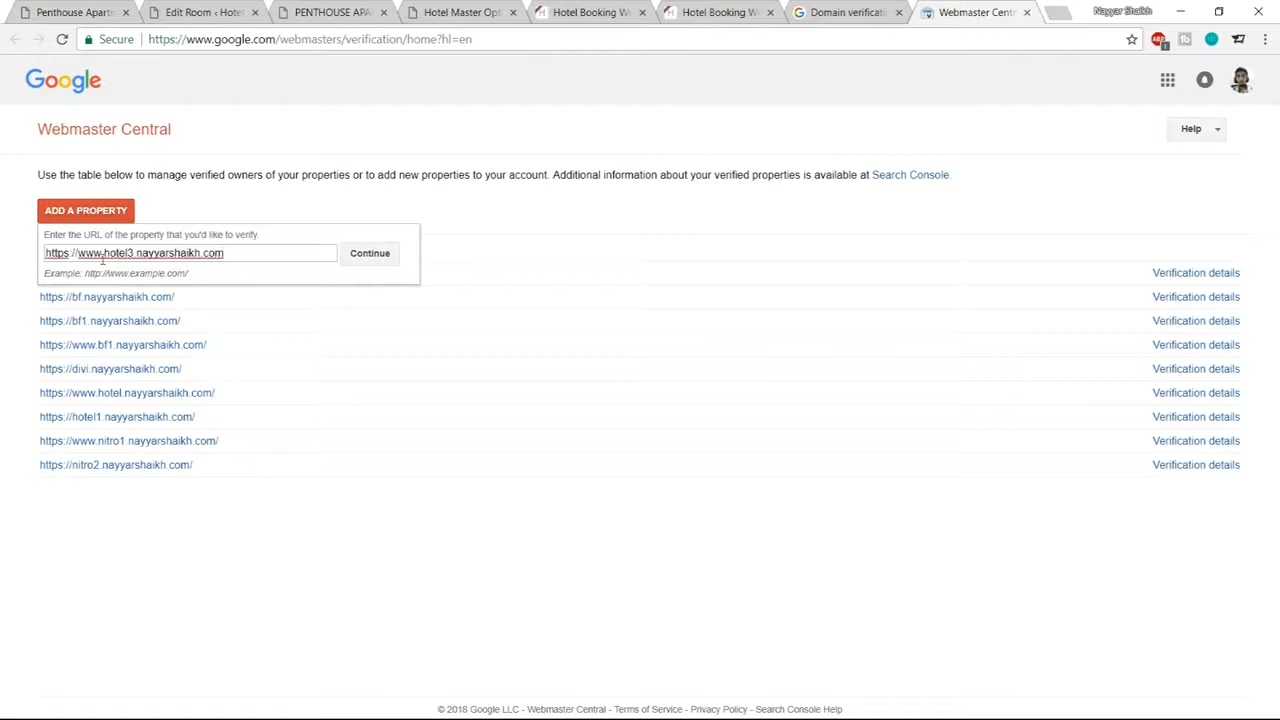 Penthouse Apart
Edit Room ‹ Hotel
PENTHOUSE APA
Hotel Master Opt
Hotel Booking W
Hotel Booking W
Domain verificati
Webmaster Centr
Nayyar Shaikh
Secure
https://www.google.com/webmasters/verification/home?hl=en
Google
Webmaster Central
Help
Use the table below to manage verified owners of your properties or to add new properties to your account. Additional information about your verified properties is available at Search Console.
ADD A PROPERTY
Enter the URL of the property that you'd like to verify.
https://www.hotel3.nayyarshaikh.com
Continue
Example: http://www.example.com/
Verification details
https://bf.nayyarshaikh.com/ Verification details
https://bf1.nayyarshaikh.com/ Verification details
https://www.bf1.nayyarshaikh.com/ Verification details
https://divi.nayyarshaikh.com/ Verification details
https://www.hotel.nayyarshaikh.com/ Verification details
https://hotel1.nayyarshaikh.com/ Verification details
https://www.nitro1.nayyarshaikh.com/ Verification details
https://nitro2.nayyarshaikh.com/ Verification details
© 2018 Google LLC - Webmaster Central - Terms of Service - Privacy Policy - Search Console Help